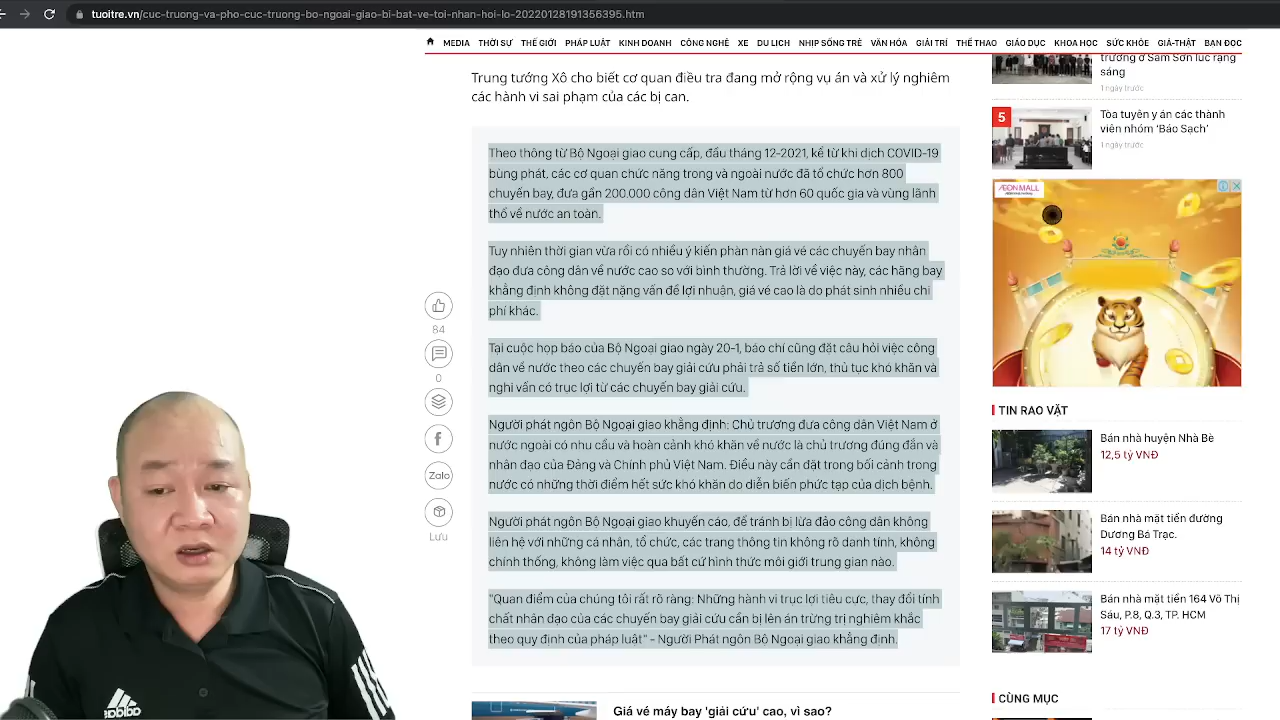 tuoitre.vn/cuc-truong-va-pho-cuc-truong-bo-ngoai-giao-bi-bat-ve-toi-nhan-hoi-lo-20220128191356395.htm
MEDIA THỜI SỰ THẾ GIỚI PHÁP LUẬT KINH DOANH CÔNG NGHỆ XE DU LỊCH NHỊP SỐNG TRẺ VĂN HÓA GIẢI TRÍ THỂ THAO GIÁO DỤC KHOA HỌC SỨC KHỎE GIẢ-THẬT BẠN ĐỌC
Trung tướng Xô cho biết cơ quan điều tra đang mở rộng vụ án và xử lý nghiêm
các hành vi sai phạm của các bị can.
Theo thông từ Bộ Ngoại giao cung cấp, đầu tháng 12-2021, kể từ khi dịch COVID-19
bùng phát, các cơ quan chức năng trong và ngoài nước đã tổ chức hơn 800
chuyến bay, đưa gần 200.000 công dân Việt Nam từ hơn 60 quốc gia và vùng lãnh
thổ về nước an toàn.
Tuy nhiên thời gian vừa rồi có nhiều ý kiến phàn nàn giá vé các chuyến bay nhân
đạo đưa công dân về nước cao so với bình thường. Trả lời về việc này, các hãng bay
khẳng định không đặt nặng vấn đề lợi nhuận, giá vé cao là do phát sinh nhiều chi
phí khác.
Tại cuộc họp báo của Bộ Ngoại giao ngày 20-1, báo chí cũng đặt câu hỏi việc công
dân về nước theo các chuyến bay giải cứu phải trả số tiền lớn, thủ tục khó khăn và
nghi vấn có trục lợi từ các chuyến bay giải cứu.
Người phát ngôn Bộ Ngoại giao khẳng định: Chủ trương đưa công dân Việt Nam ở
nước ngoài có nhu cầu và hoàn cảnh khó khăn về nước là chủ trương đúng đắn và
nhân đạo của Đảng và Chính phủ Việt Nam. Điều này cần đặt trong bối cảnh trong
nước có những thời điểm hết sức khó khăn do diễn biến phức tạp của dịch bệnh.
Người phát ngôn Bộ Ngoại giao khuyến cáo, để tránh bị lừa đảo công dân không
liên hệ với những cá nhân, tổ chức, các trang thông tin không rõ danh tính, không
chính thống, không làm việc qua bất cứ hình thức môi giới trung gian nào.
"Quan điểm của chúng tôi rất rõ ràng: Những hành vi trục lợi tiêu cực, thay đổi tính
chất nhân đạo của các chuyến bay giải cứu cần bị lên án trừng trị nghiêm khắc
theo quy định của pháp luật" - Người Phát ngôn Bộ Ngoại giao khẳng định.
84
0
Zalo
Lưu
Giá vé máy bay 'giải cứu' cao, vì sao?
trường ở Sầm Sơn lúc rạng
sáng
1 ngày trước
5
Tòa tuyên y án các thành
viên nhóm 'Báo Sạch'
1 ngày trước
ÆON MALL
TIN RAO VẶT
Bán nhà huyện Nhà Bè
12,5 tỷ VNĐ
Bán nhà mặt tiền đường
Dương Bá Trạc.
14 tỷ VNĐ
Bán nhà mặt tiền 164 Võ Thị
Sáu, P.8, Q.3, TP. HCM
17 tỷ VNĐ
CÙNG MỤC
adidas